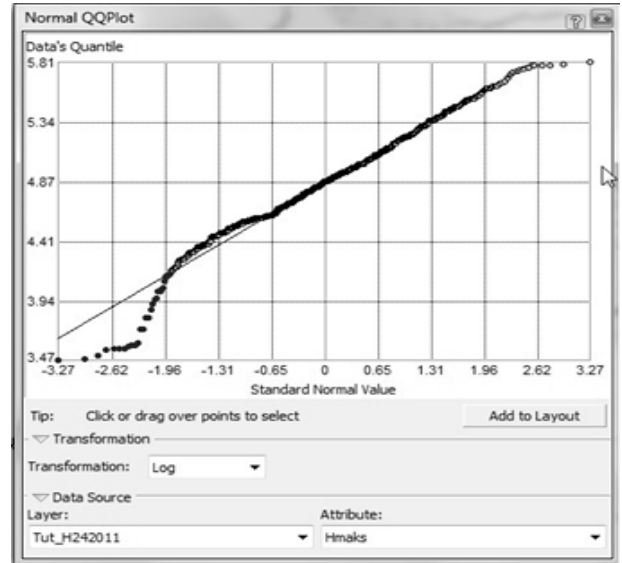 Normal QQPlot
Data's Quantile
5.81
5.34
4.87
4.41
3.94
3.47
-3.27 -2.62 -1.96 -1.31 -0.65 0 0.65 1.31 1.96 2.62 3.27
Standard Normal Value
Tip: Click or drag over points to select Add to Layout
Transformation
Transformation: Log
Data Source
Layer: Attribute:
Tut_H242011 Hmaks